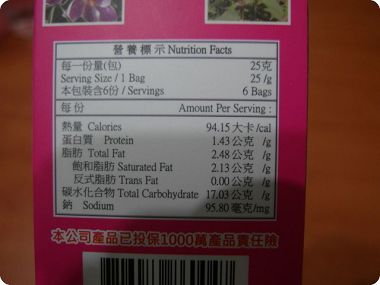 營養標示 Nutrition Facts
每一份量(包) 25克
Serving Size / 1 Bag 25 /g
本包裝含6份 / Servings 6 Bags
每 份 Amount Per Serving :
熱量 Calories 94.15 大卡 /cal
蛋白質 Protein 1.43 公克 /g
脂肪 Total Fat 2.48 公克 /g
飽和脂肪 Saturated Fat 2.13 公克 /g
反式脂肪 Trans Fat 0.00 公克 /g
碳水化合物 Total Carbohydrate 17.03 公克 /g
鈉 Sodium 95.80 毫克/mg
本公司產品已投保1000萬產品責任險